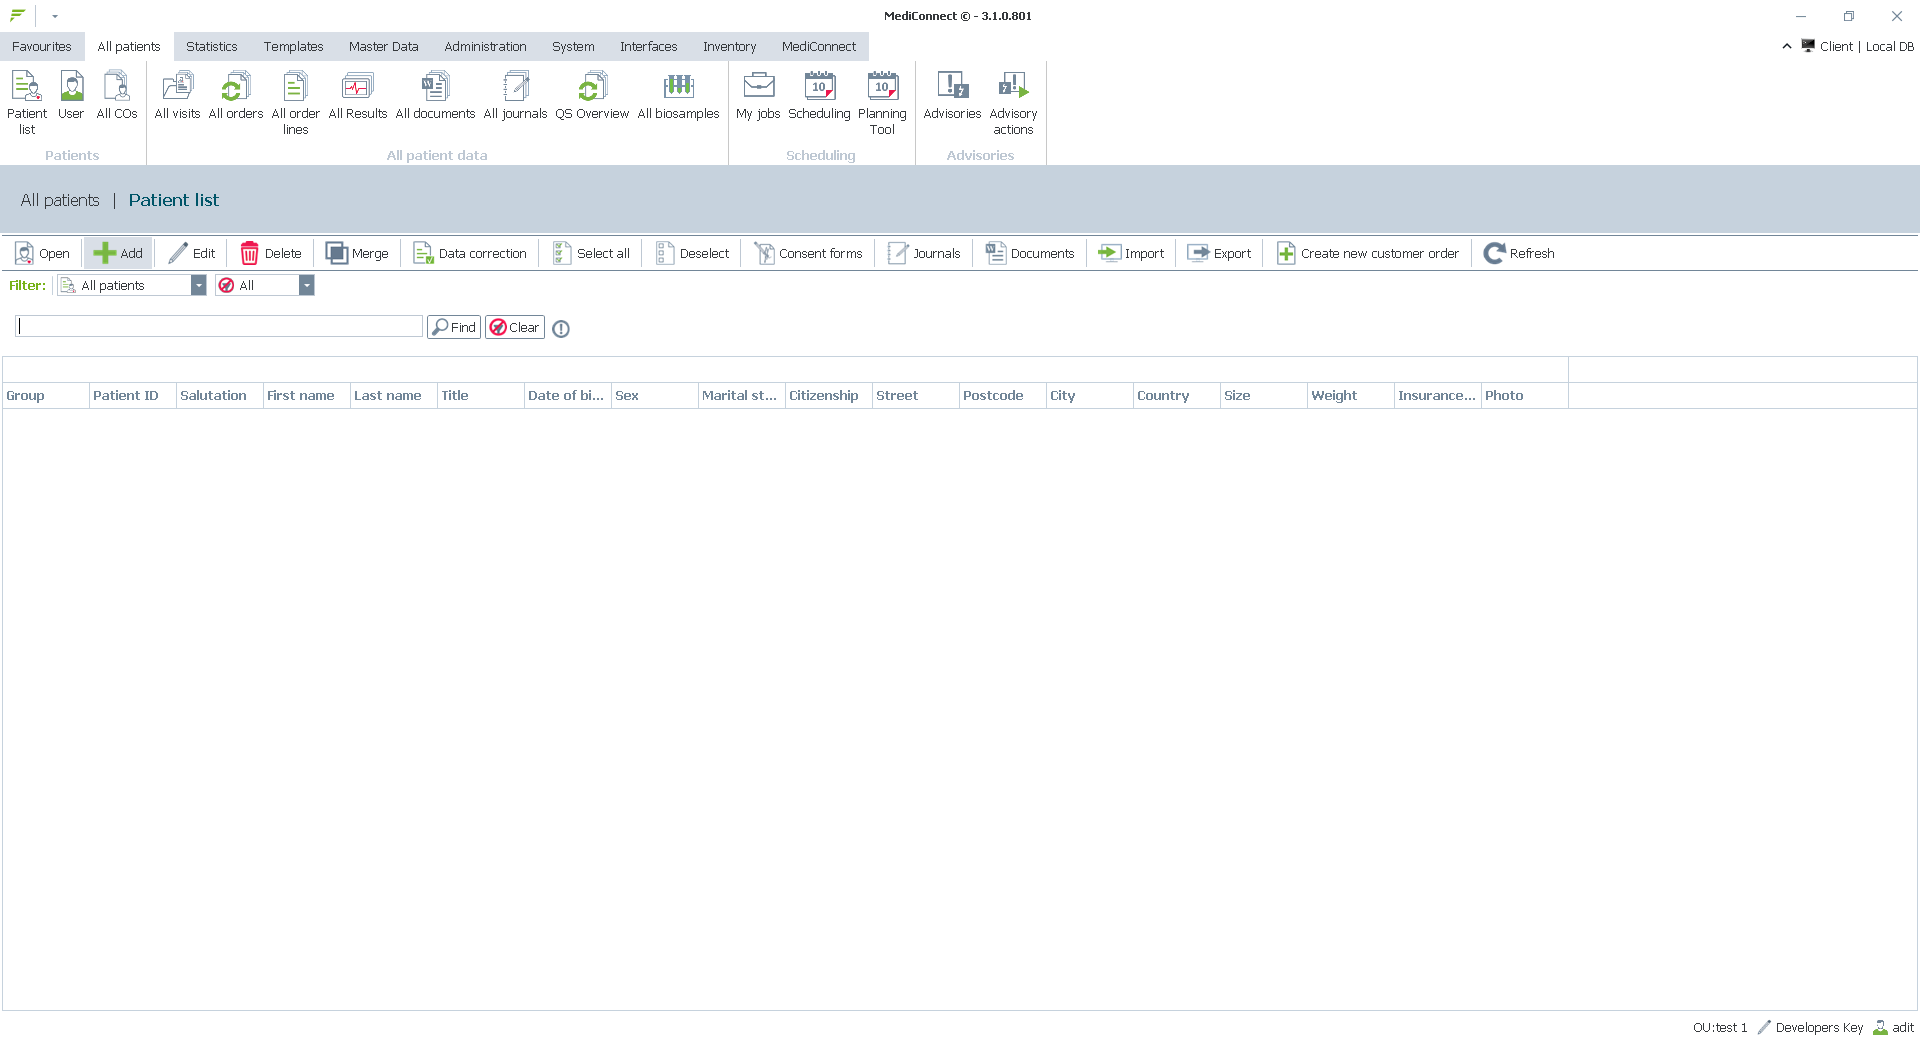 MediConnect © - 3.1.0.801
Favourites All patients Statistics Templates Master Data Administration System Interfaces Inventory MediConnect Client | Local DB
Patient list User All COs All visits All orders All order lines All Results All documents All journals QS Overview All biosamples My jobs Scheduling Planning Tool Advisories Advisory actions
Patients All patient data Scheduling Advisories
All patients | Patient list
Open Add Edit Delete Merge Data correction Select all Deselect Consent forms Journals Documents Import Export Create new customer order Refresh
Filter: All patients All
Find Clear
Group Patient ID Salutation First name Last name Title Date of bi... Sex Marital st... Citizenship Street Postcode City Country Size Weight Insurance... Photo
OU:test 1 Developers Key adit